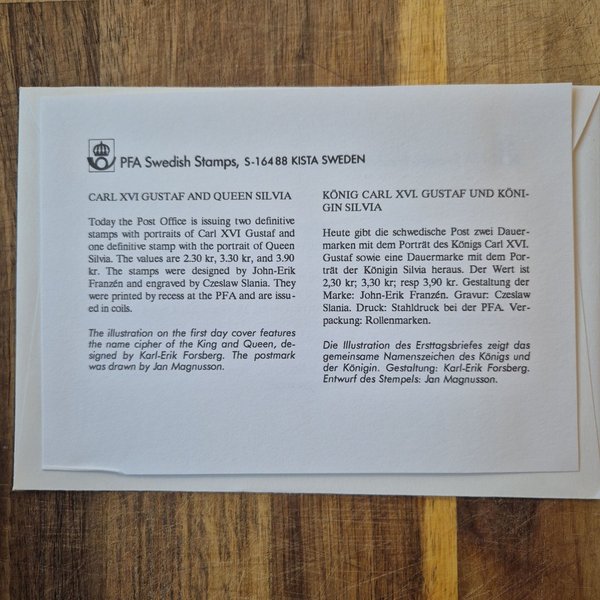 PFA Swedish Stamps, S-164 88 KISTA SWEDEN
CARL XVI GUSTAF AND QUEEN SILVIA
Today the Post Office is issuing two definitive
stamps with portraits of Carl XVI Gustaf and
one definitive stamp with the portrait of Queen
Silvia. The values are 2.30 kr, 3.30 kr, and 3.90
kr. The stamps were designed by John-Erik
Franzén and engraved by Czeslaw Slania. They
were printed by recess at the PFA and are issu-
ed in coils.
The illustration on the first day cover features
the name cipher of the King and Queen, de-
signed by Karl-Erik Forsberg. The postmark
was drawn by Jan Magnusson.
KÖNIG CARL XVI. GUSTAF UND KÖNI-
GIN SILVIA
Heute gibt die schwedische Post zwei Dauer-
marken mit dem Porträt des Königs Carl XVI.
Gustaf sowie eine Dauermarke mit dem Por-
trät der Königin Silvia heraus. Der Wert ist
2,30 kr; 3,30 kr; resp 3,90 kr. Gestaltung der
Marke: John-Erik Franzén. Gravur: Czeslaw
Slania. Druck: Stahldruck bei der PFA. Ver-
packung: Rollenmarken.
Die Illustration des Ersttagsbriefes zeigt das
gemeinsame Namenszeichen des Königs und
der Königin. Gestaltung: Karl-Erik Forsberg.
Entwurf des Stempels: Jan Magnusson.